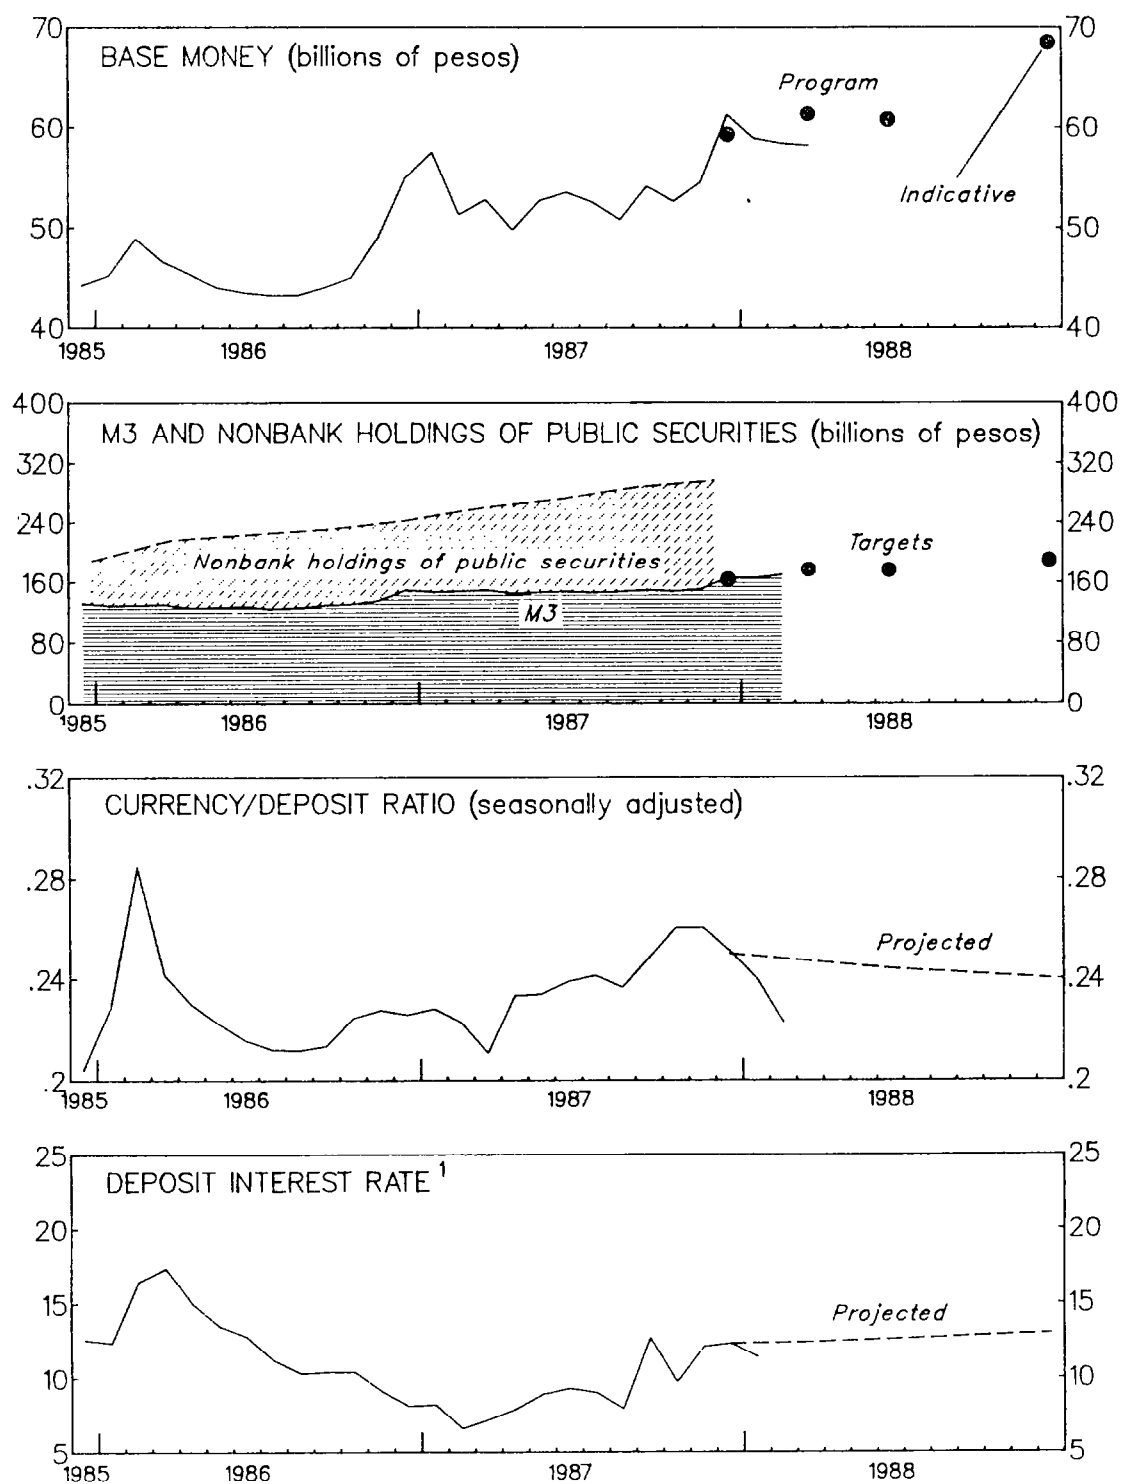 70 70
BASE MONEY (billions of pesos)
Program
60 60
Indicative
50 50
40 40
1985 1986 1987 1988
400 400
M3 AND NONBANK HOLDINGS OF PUBLIC SECURITIES (billions of pesos)
320 320
240 240
Targets
Nonbank holdings of public securities
160 160
M3
80 80
0 0
1985 1986 1987 1988
.32 .32
CURRENCY/DEPOSIT RATIO (seasonally adjusted)
.28 .28
Projected
.24 .24
.2 .2
1985 1986 1987 1988
25 25
DEPOSIT INTEREST RATE 1
20 20
15 15
Projected
10 10
5 5
1985 1986 1987 1988